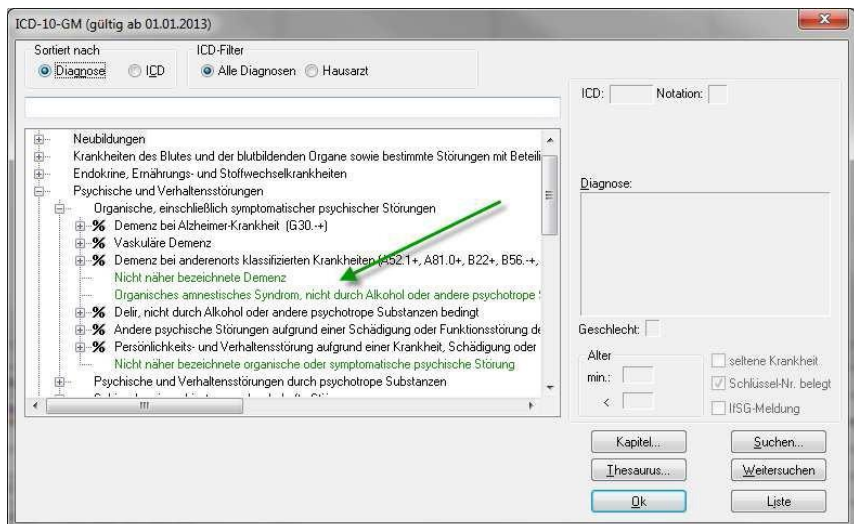 ICD-10-GM (gültig ab 01.01.2013)
Sortiert nach
Diagnose
ICD
ICD-Filter
Alle Diagnosen
Hausarzt
Neubildungen
Krankheiten des Blutes und der blutbildenden Organe sowie bestimmte Störungen mit Beteili
Endokrine, Ernährungs- und Stoffwechselkrankheiten
Psychische und Verhaltensstörungen
Organische, einschließlich symptomatischer psychischer Störungen
% Demenz bei Alzheimer-Krankheit (G30.-+)
% Vaskuläre Demenz
% Demenz bei anderenorts klassifizierten Krankheiten (A52.1+, A81.0+, B22+, B56.-+,
Nicht näher bezeichnete Demenz
Organisches amnestisches Syndrom, nicht durch Alkohol oder andere psychotrope
% Delir, nicht durch Alkohol oder andere psychotrope Substanzen bedingt
% Andere psychische Störungen aufgrund einer Schädigung oder Funktionsstörung de
% Persönlichkeits- und Verhaltensstörung aufgrund einer Krankheit, Schädigung oder
Nicht näher bezeichnete organische oder symptomatische psychische Störung
Psychische und Verhaltensstörungen durch psychotrope Substanzen
ICD:
Notation:
Diagnose:
Geschlecht:
Alter
min.:
<
seltene Krankheit
Schlüssel-Nr. belegt
IfSG-Meldung
Kapitel...
Suchen...
Thesaurus...
Weitersuchen
Ok
Liste